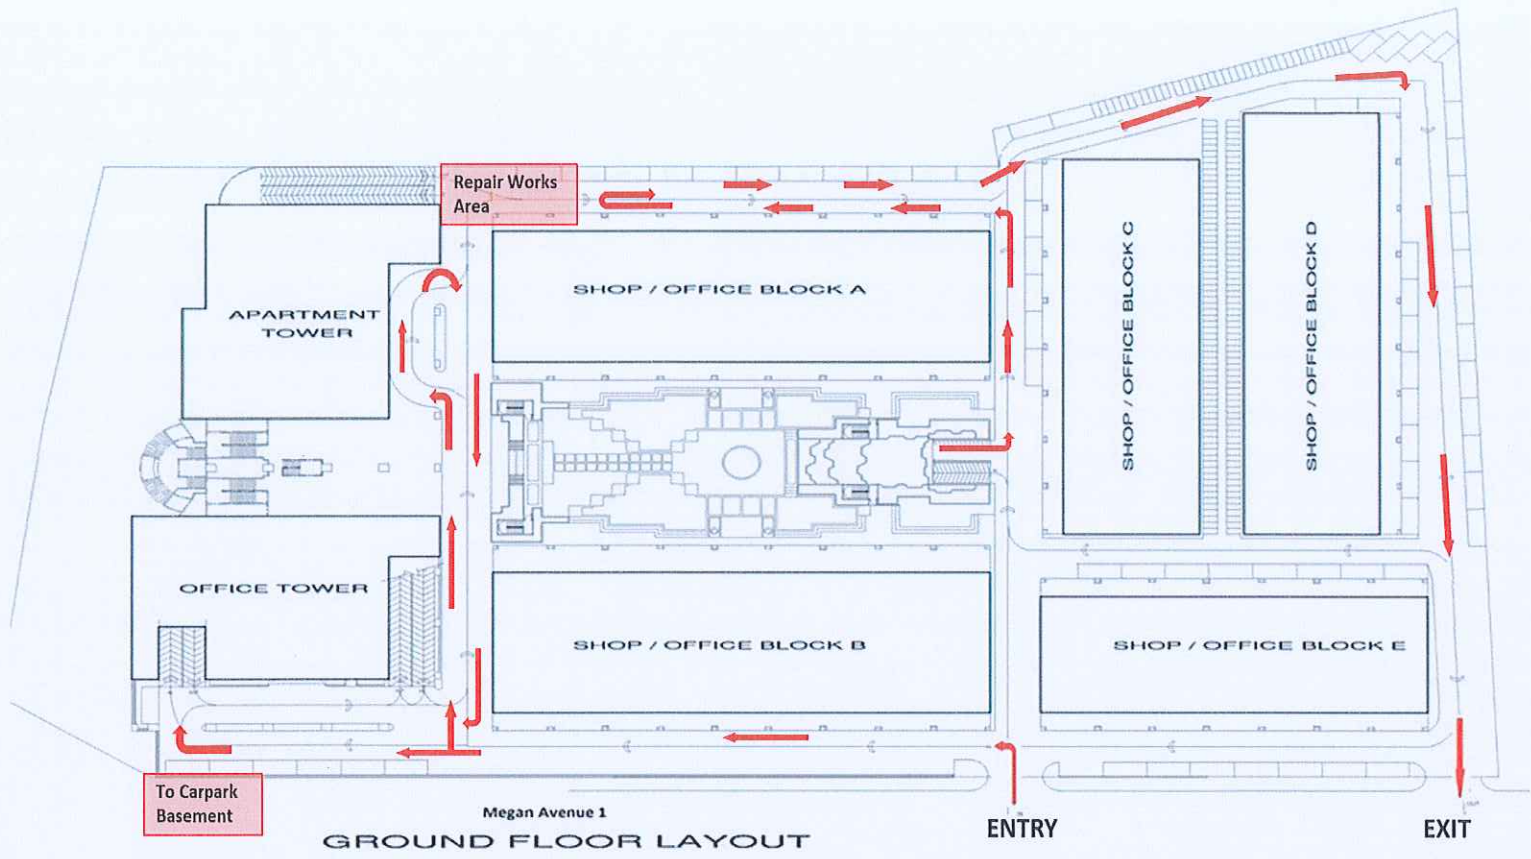 Repair Works
Area
SHOP / OFFICE BLOCK A
SHOP / OFFICE BLOCK C
SHOP / OFFICE BLOCK D
APARTMENT
TOWER
OFFICE TOWER
SHOP / OFFICE BLOCK B
SHOP / OFFICE BLOCK E
To Carpark
Basement
Megan Avenue 1
GROUND FLOOR LAYOUT
ENTRY
EXIT